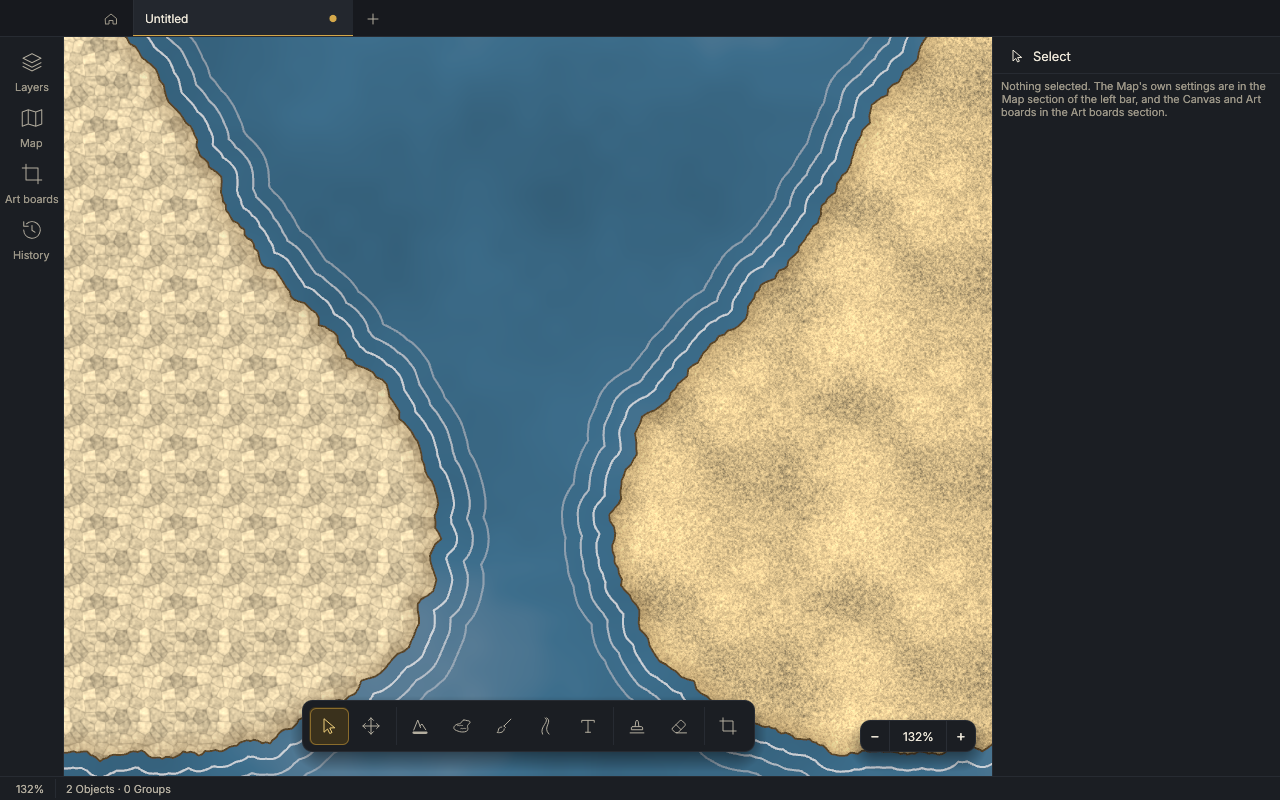 Untitled
Layers
Map
Art boards
History
Select
Nothing selected. The Map's own settings are in the
Map section of the left bar, and the Canvas and Art
boards in the Art boards section.
132%
132%
2 Objects · 0 Groups